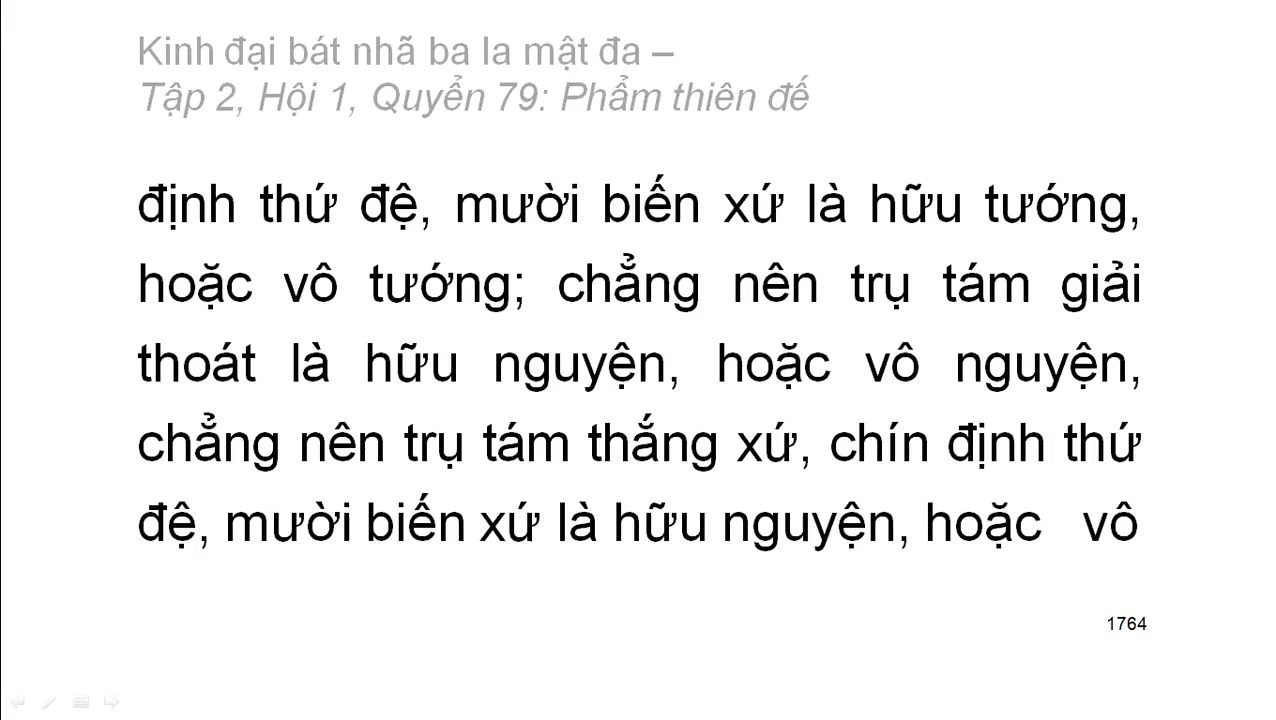 Kinh đại bát nhã ba la mật đa –
Tập 2, Hội 1, Quyển 79: Phẩm thiên đế
định thứ đệ, mười biến xứ là hữu tướng,
hoặc vô tướng; chẳng nên trụ tám giải
thoát là hữu nguyện, hoặc vô nguyện,
chẳng nên trụ tám thắng xứ, chín định thứ
đệ, mười biến xứ là hữu nguyện, hoặc vô
1764